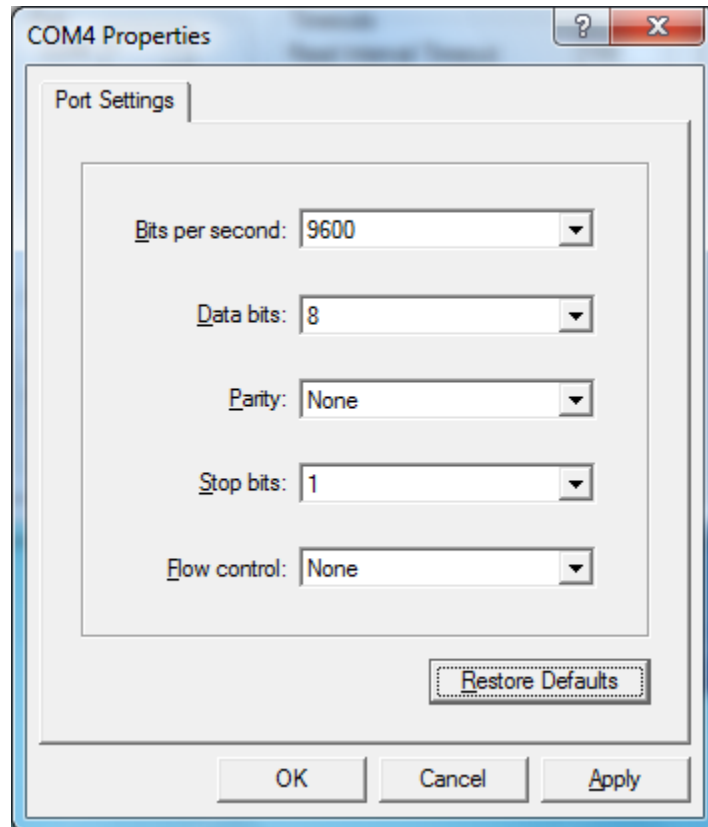 COM4 Properties
Port Settings
Bits per second: 9600
Data bits: 8
Parity: None
Stop bits: 1
Flow control: None
Restore Defaults
OK Cancel Apply